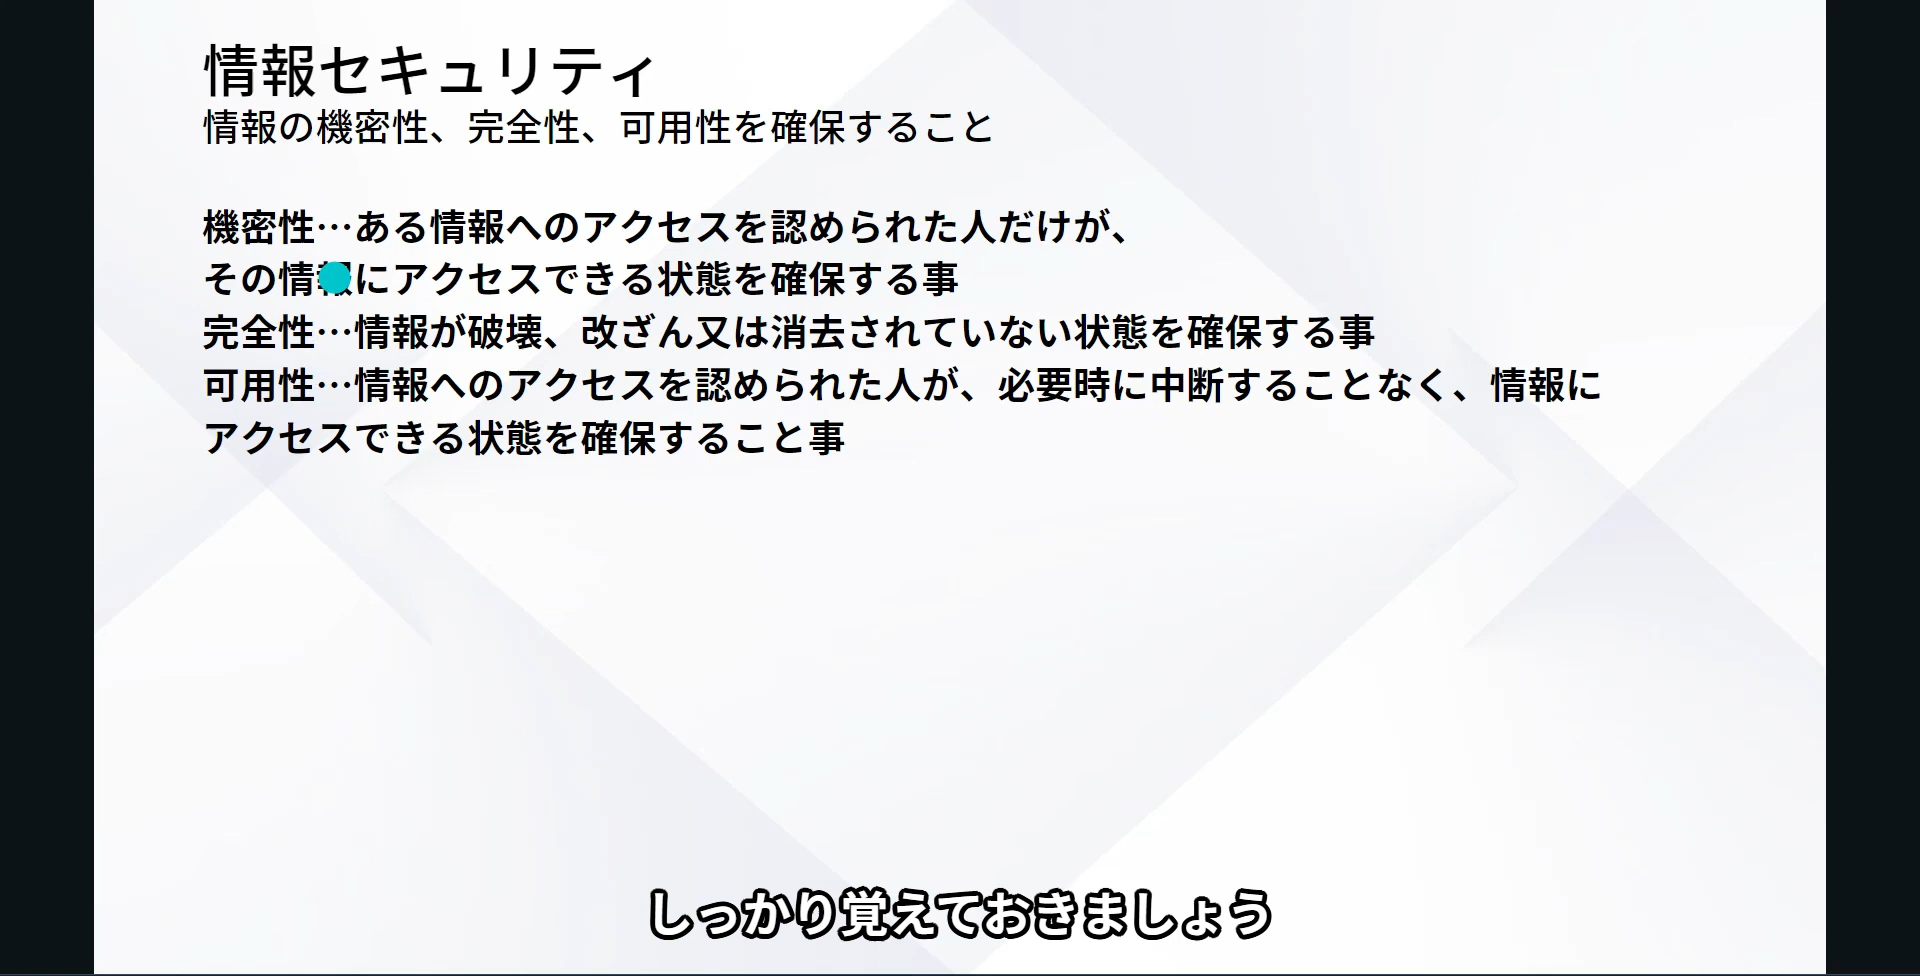 情報セキュリティ
情報の機密性、完全性、可用性を確保すること
機密性…ある情報へのアクセスを認められた人だけが、
その情報にアクセスできる状態を確保する事
完全性…情報が破壊、改ざん又は消去されていない状態を確保する事
可用性…情報へのアクセスを認められた人が、必要時に中断することなく、情報に
アクセスできる状態を確保すること事
しっかり覚えておきましょう